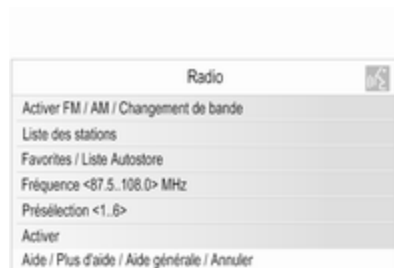 Radio
Activer FM / AM / Changement de bande
Liste des stations
Favorites / Liste Autostore
Fréquence <87.5..108.0> MHz
Présélection <1..6>
Activer
Aide / Plus d'aide / Aide générale / Annuler